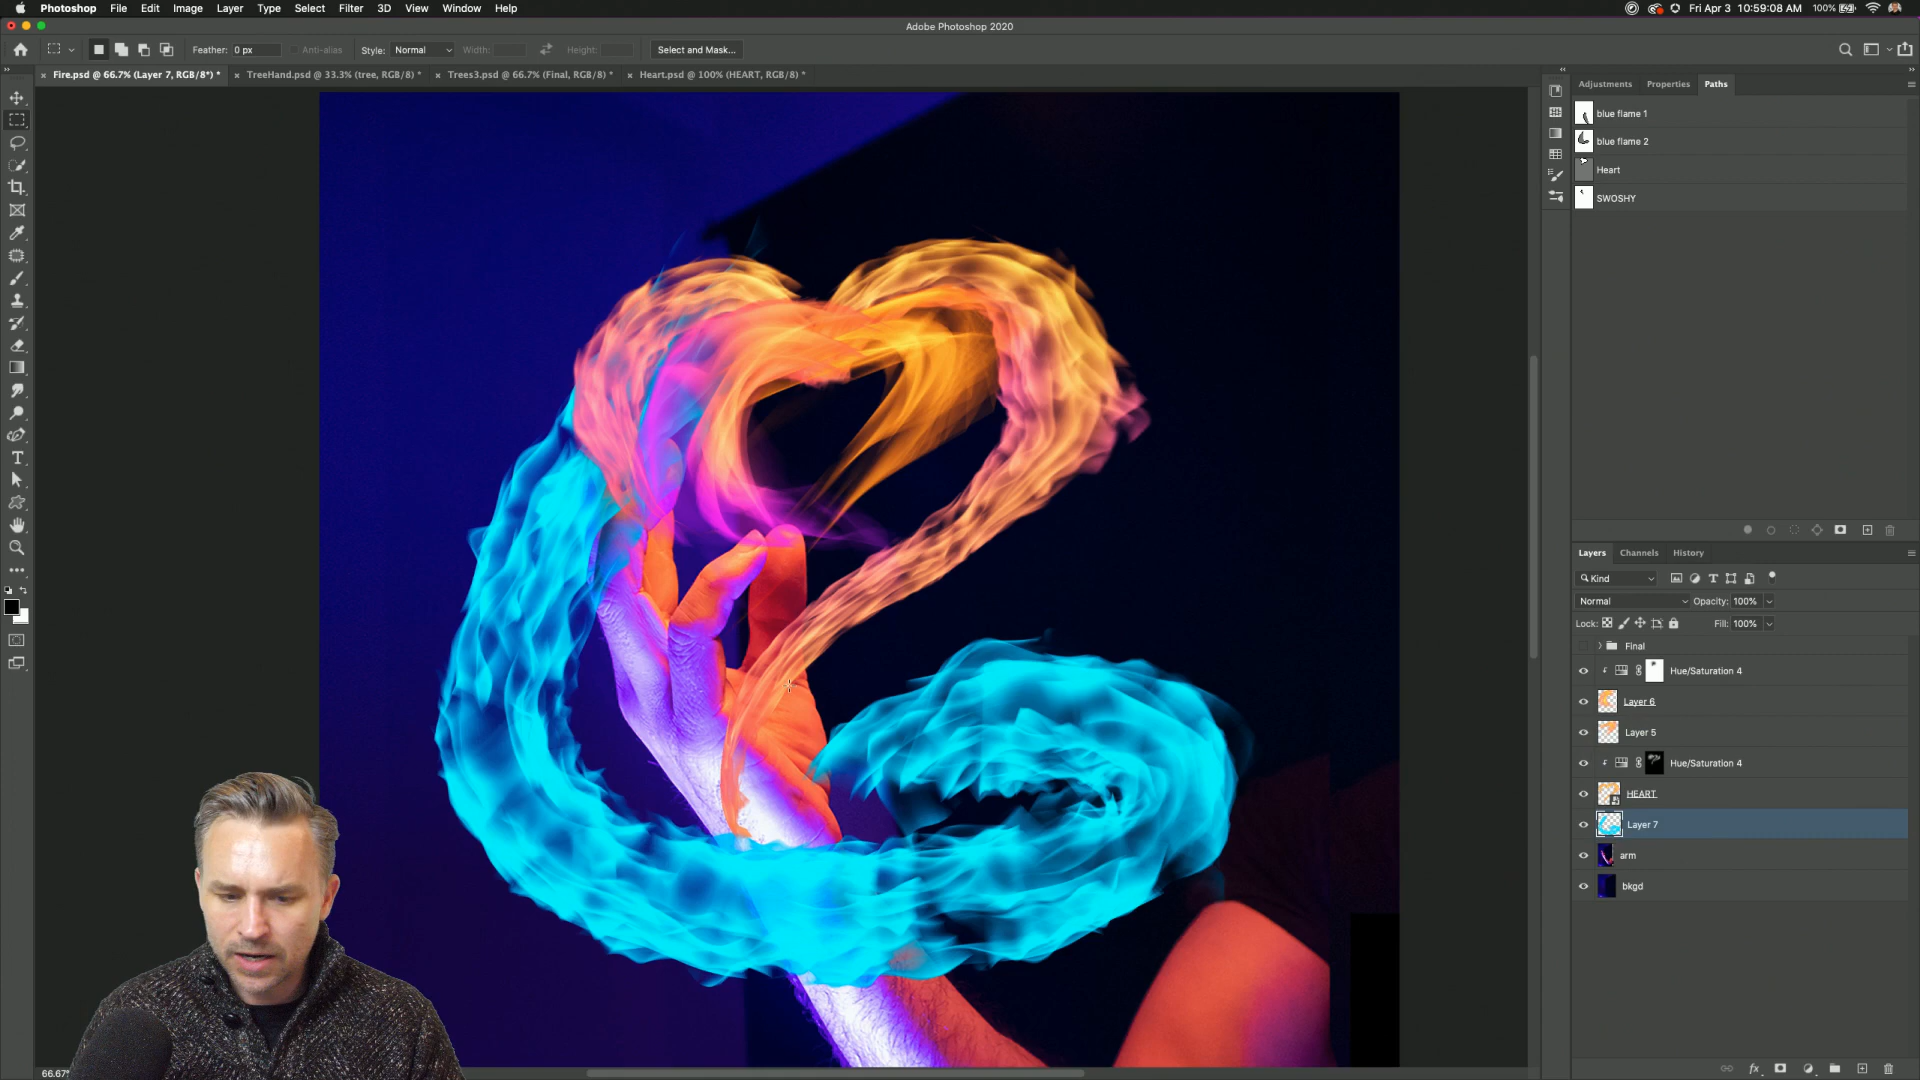 Photoshop File Edit Image Layer Type Select Filter 3D View Window Help
Fri Apr 3 10:59:08 AM 100%
Adobe Photoshop 2020
Feather: 0 px Anti-alias Style: Normal Width: Height: Select and Mask...
Fire.psd @ 66.7% (Layer 7, RGB/8*) * TreeHand.psd @ 33.3% (tree, RGB/8) * Trees3.psd @ 66.7% (Final, RGB/8) * Heart.psd @ 100% (HEART, RGB/8) *
Adjustments Properties Paths
blue flame 1
blue flame 2
Heart
SWOSHY
Layers Channels History
Kind
Normal Opacity: 100%
Lock: Fill: 100%
Final
Hue/Saturation 4
Layer 6
Layer 5
Hue/Saturation 4
HEART
Layer 7
arm
bkgd
fx
66.67%